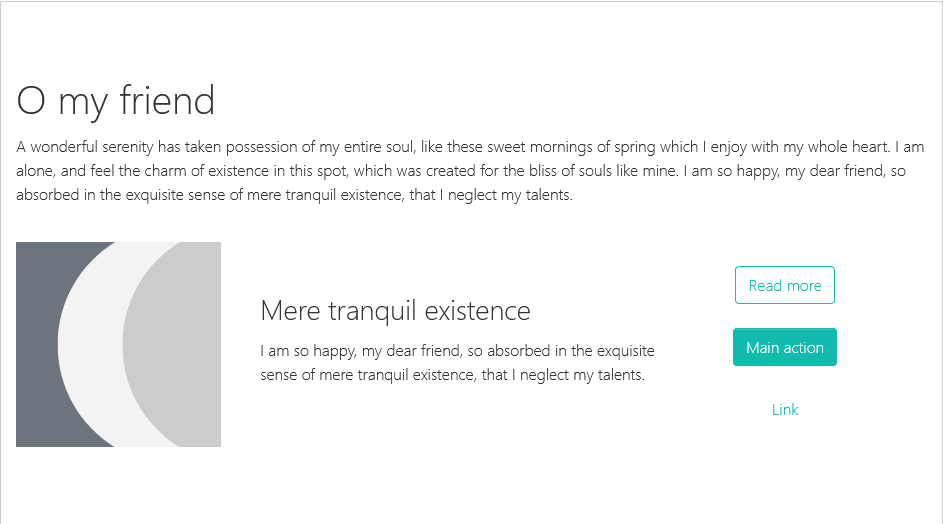 O my friend
A wonderful serenity has taken possession of my entire soul, like these sweet mornings of spring which I enjoy with my whole heart. I am
alone, and feel the charm of existence in this spot, which was created for the bliss of souls like mine. I am so happy, my dear friend, so
absorbed in the exquisite sense of mere tranquil existence, that I neglect my talents.
Mere tranquil existence
I am so happy, my dear friend, so absorbed in the exquisite
sense of mere tranquil existence, that I neglect my talents.
Read more
Main action
Link